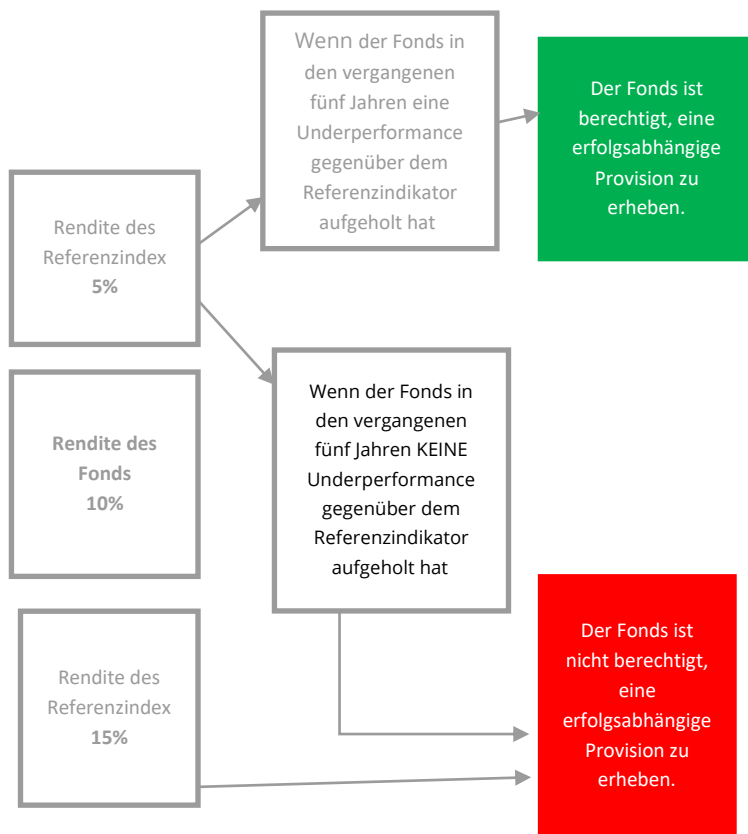 Wenn der Fonds in
den vergangenen
fünf Jahren eine
Underperformance
gegenüber dem
Referenzindikator
aufgeholt hat
Der Fonds ist
berechtigt, eine
erfolgsabhängige
Provision zu
erheben.
Rendite des
Referenzindex
5%
Wenn der Fonds in
den vergangenen
fünf Jahren KEINE
Underperformance
gegenüber dem
Referenzindikator
aufgeholt hat
Rendite des
Fonds
10%
Der Fonds ist
nicht berechtigt,
eine
erfolgsabhängige
Provision zu
erheben.
Rendite des
Referenzindex
15%